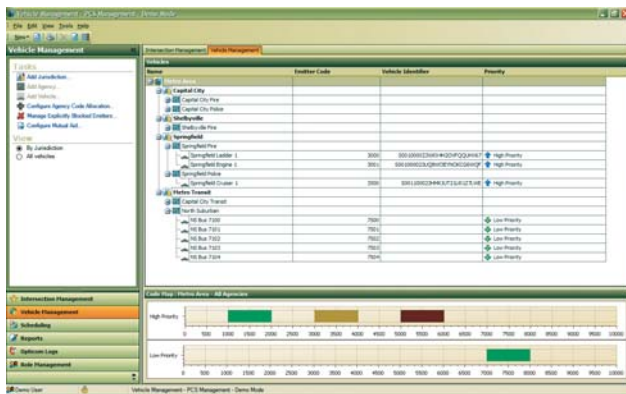 Vehicle Management - PCS Management - Demo Mode
File Edit View Tools Help
New
Vehicle Management
Intersection Management Vehicle Management
Tasks
Add Jurisdiction...
Add Agency...
Add Vehicle...
Configure Agency Code Allocation...
Manage Explicitly Blocked Emitters...
Configure Mutual Aid...
View
By Jurisdiction
All vehicles
Vehicles
Name Emitter Code Vehicle Identifier Priority
Metro Area
Capital City
Capital City Fire
Capital City Police
Shelbyville
Shelbyville Fire
Springfield
Springfield Fire
Springfield Ladder 1 3000 High Priority
Springfield Engine 1 3001 High Priority
Springfield Police
Springfield Cruiser 1 High Priority
Metro Transit
Capital City Transit
North Suburban
NS Bus 7100 7500 Low Priority
NS Bus 7101 7501 Low Priority
NS Bus 7102 7502 Low Priority
NS Bus 7103 7503 Low Priority
NS Bus 7104 7504 Low Priority
Intersection Management
Vehicle Management
Scheduling
Reports
Opticom Logs
Role Management
Code Map : Metro Area - All Agencies
High Priority
0 500 1000 1500 2000 2500 3000 3500 4000 4500 5000 5500 6000 6500 7000 7500 8000 8500 9000 9500 10000
Low Priority
0 500 1000 1500 2000 2500 3000 3500 4000 4500 5000 5500 6000 6500 7000 7500 8000 8500 9000 9500 10000
Demo User Vehicle Management - PCS Management - Demo Mode